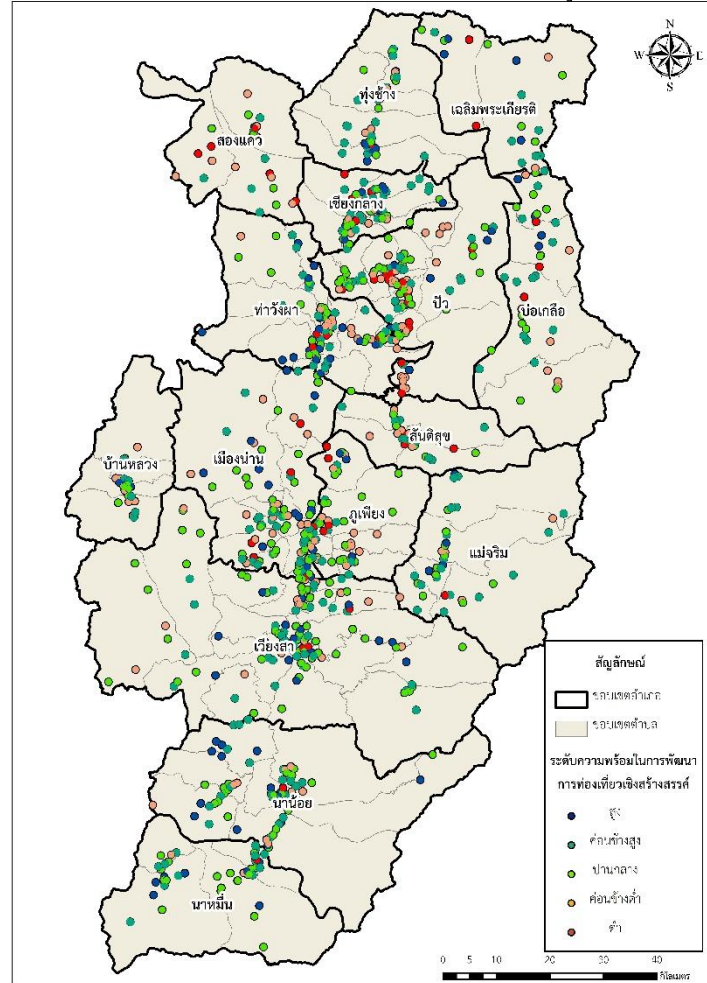 N
W
E
S
ทุ่งช้าง
เฉลิมพระเกียรติ
สองแคว
เชียงกลาง
ปัว
ท่าวังผา
บ่อเกลือ
สันติสุข
บ้านหลวง
เมืองน่าน
ภูเพียง
แม่จริม
เวียงสา
นาน้อย
นาหมื่น
สัญลักษณ์
ขอบเขตอำเภอ
ขอบเขตตำบล
ระดับความพร้อมในการพัฒนา
การท่องเที่ยวเชิงสร้างสรรค์
สูง
ค่อนข้างสูง
ปานกลาง
ค่อนข้างต่ำ
ต่ำ
0 5 10 20 30 40
กิโลเมตร